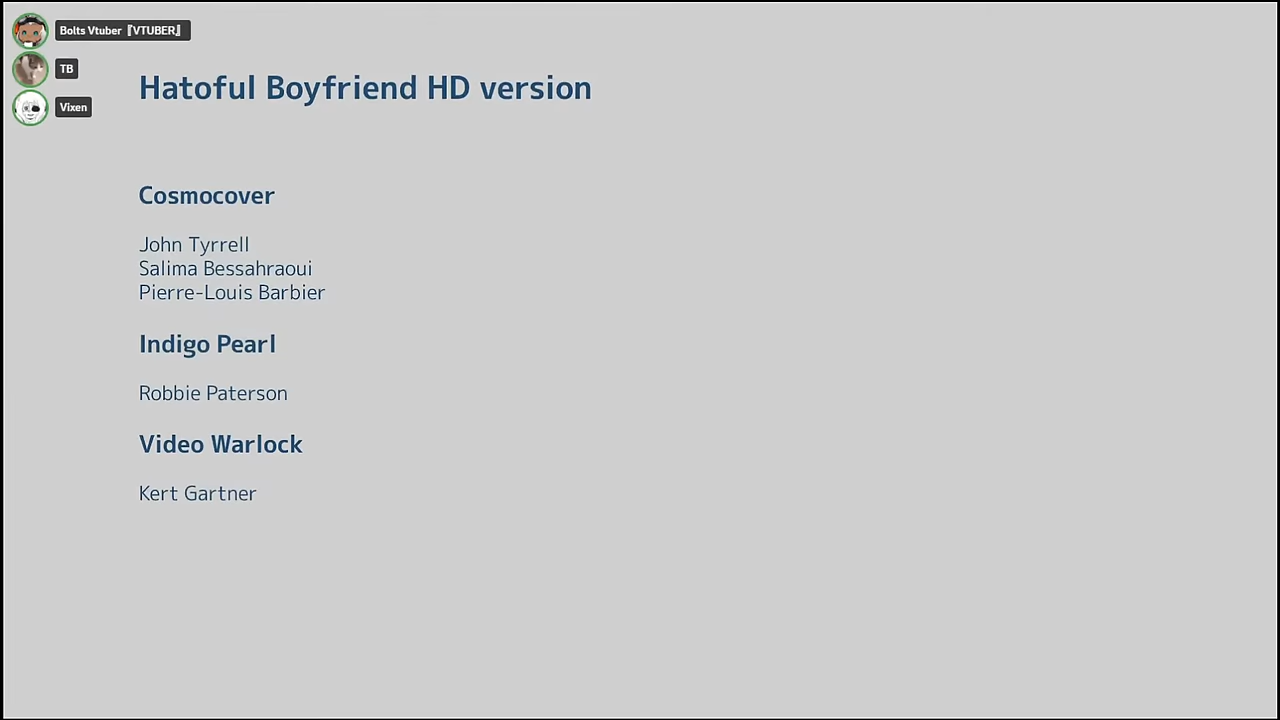 Bolts Vtuber『VTUBER』
TB
Vixen
Hatoful Boyfriend HD version
Cosmocover
John Tyrrell
Salima Bessahraoui
Pierre-Louis Barbier
Indigo Pearl
Robbie Paterson
Video Warlock
Kert Gartner